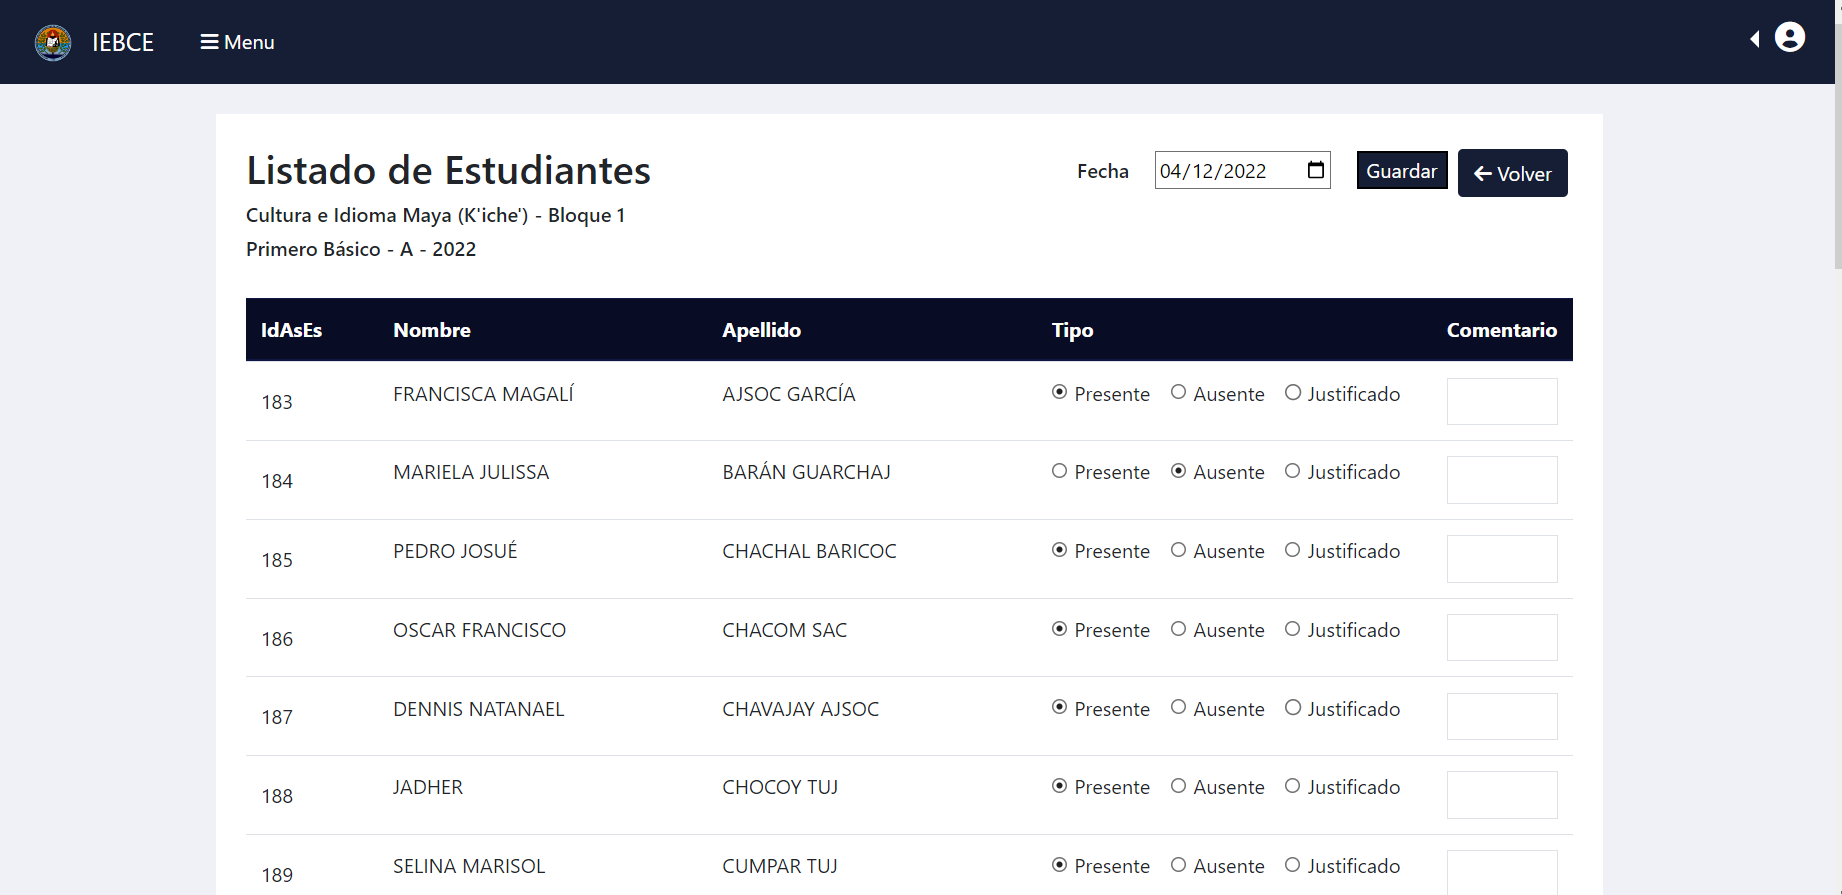 IEBCE Menu
Listado de Estudiantes Fecha 04/12/2022 Guardar Volver
Cultura e Idioma Maya (K'iche') - Bloque 1
Primero Básico - A - 2022
IdAsEs Nombre Apellido Tipo Comentario
183 FRANCISCA MAGALÍ AJSOC GARCÍA Presente Ausente Justificado
184 MARIELA JULISSA BARÁN GUARCHAJ Presente Ausente Justificado
185 PEDRO JOSUÉ CHACHAL BARICOC Presente Ausente Justificado
186 OSCAR FRANCISCO CHACOM SAC Presente Ausente Justificado
187 DENNIS NATANAEL CHAVAJAY AJSOC Presente Ausente Justificado
188 JADHER CHOCOY TUJ Presente Ausente Justificado
189 SELINA MARISOL CUMPAR TUJ Presente Ausente Justificado